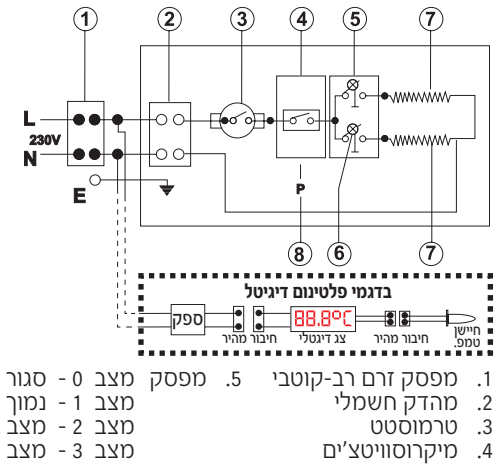 1 2 3 4 5 7
L
230V
N
E
P
8 6 7
בדגמי פלטינום דיגיטל
ספק
88.8ºC
חיבור מהיר
צג דיגיטלי
חיבור מהיר
חיישן
טמפ.
1. מפסק זרם רב-קוטבי
2. מהדק חשמלי
3. טרמוסטט
4. מיקרוסוויטצ'ים
5. מפסק מצב 0 - סגור
מצב 1 - נמוך
מצב 2 - מצב
מצב 3 - מצב